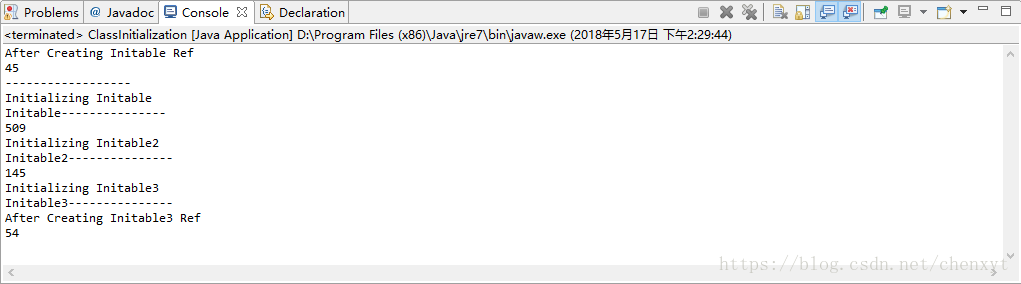 Problems @ Javadoc Console Declaration
<terminated> ClassInitialization [Java Application] D:\Program Files (x86)\Java\jre7\bin\javaw.exe (2018年5月17日 下午2:29:44)
After Creating Initable Ref
45
------------------
Initializing Initable
Initable---------------
509
Initializing Initable2
Initable2---------------
145
Initializing Initable3
Initable3---------------
After Creating Initable3 Ref
54
https://blog.csdn.net/chenxyt